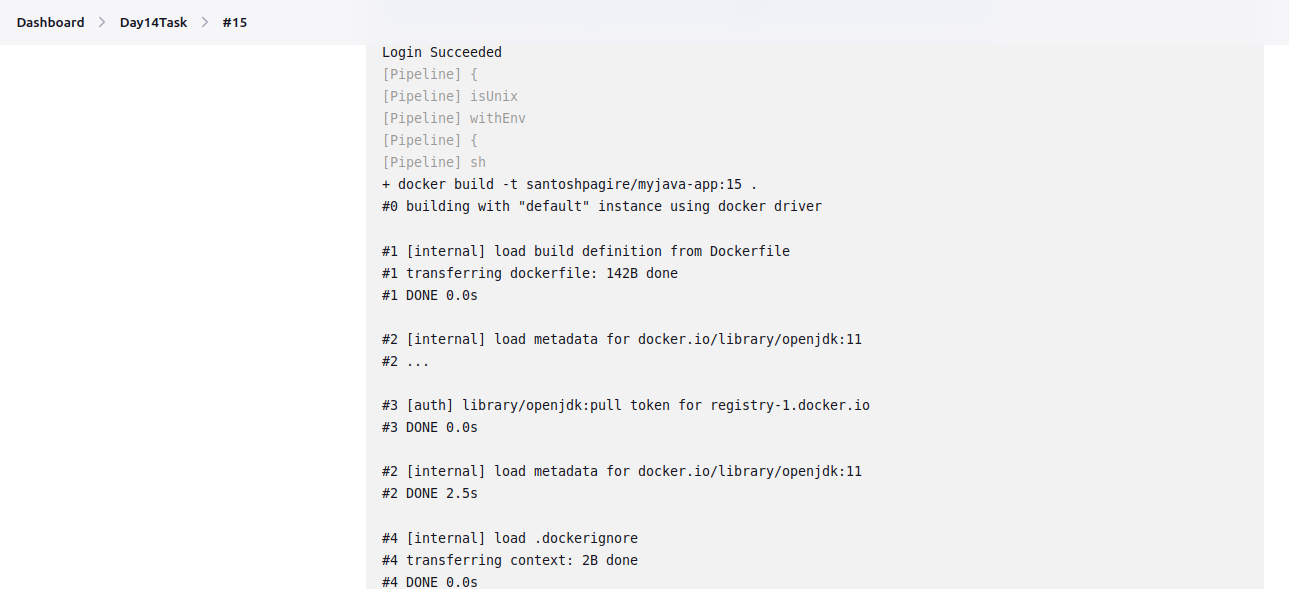 Dashboard > Day14Task > #15
Login Succeeded
[Pipeline] {
[Pipeline] isUnix
[Pipeline] withEnv
[Pipeline] {
[Pipeline] sh
+ docker build -t santoshpagire/myjava-app:15 .
#0 building with "default" instance using docker driver
#1 [internal] load build definition from Dockerfile
#1 transferring dockerfile: 142B done
#1 DONE 0.0s
#2 [internal] load metadata for docker.io/library/openjdk:11
#2 ...
#3 [auth] library/openjdk:pull token for registry-1.docker.io
#3 DONE 0.0s
#2 [internal] load metadata for docker.io/library/openjdk:11
#2 DONE 2.5s
#4 [internal] load .dockerignore
#4 transferring context: 2B done
#4 DONE 0.0s